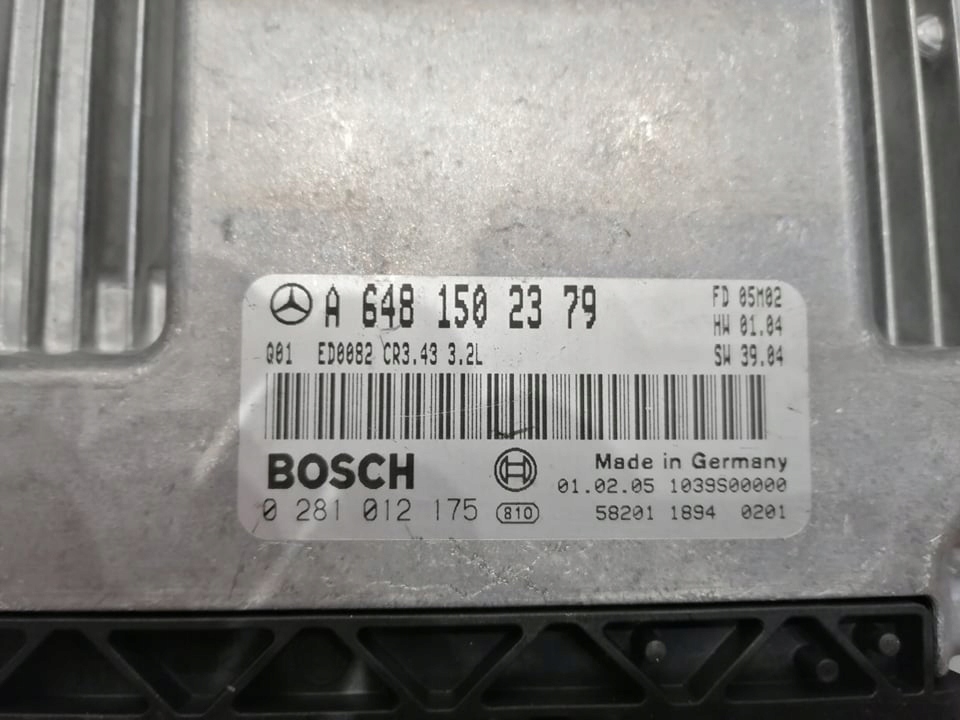 A 648 150 23 79
FD 05M02
HW 01.04
Q01 ED0082 CR3.43 3.2L
SW 39.04
BOSCH
Made in Germany
01.02.05 1039S00000
0 281 012 175 810
58201 1894 0201